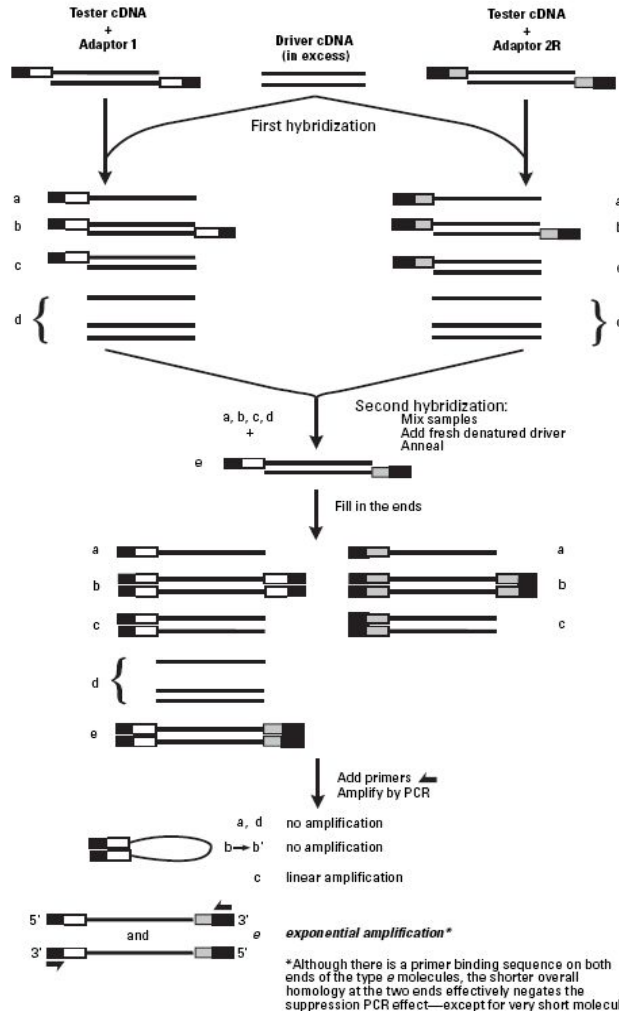 Tester cDNA
+
Adaptor 1
Driver cDNA
(in excess)
Tester cDNA
+
Adaptor 2R
First hybridization
a
b
c
d {
a
b
} 
a, b, c, d
+
e
Second hybridization:
Mix samples
Add fresh denatured driver
Anneal
Fill in the ends
a
b
c
d {
e
a
b
c
Add primers
Amplify by PCR
a, d no amplification
b → b' no amplification
c linear amplification
5' 3'
and
3' 5'
e exponential amplification*
*Although there is a primer binding sequence on both
ends of the type e molecules, the shorter overall
homology at the two ends effectively negates the
suppression PCR effect—except for very short